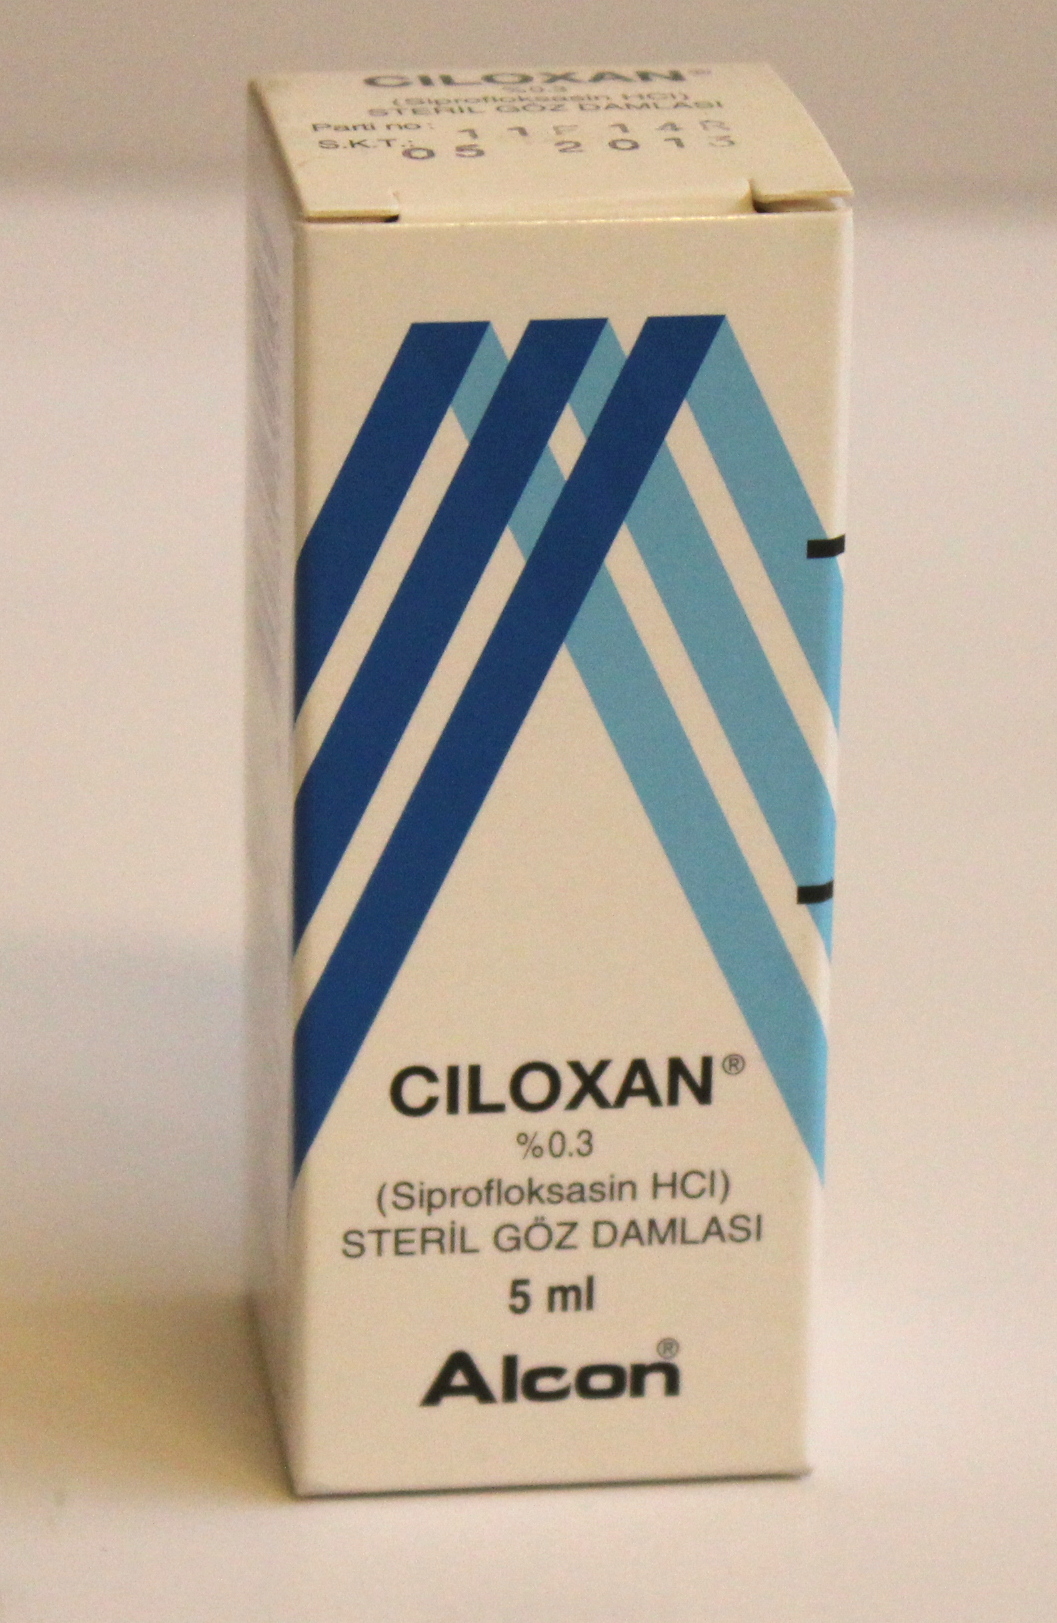 CILOXAN®
%0.3
(Siprofloksasin HCl)
STERİL GÖZ DAMLASI
Parti no: 11F14R
S.K.T.: 05 2013
CILOXAN®
%0.3
(Siprofloksasin HCl)
STERİL GÖZ DAMLASI
5 ml
Alcon®